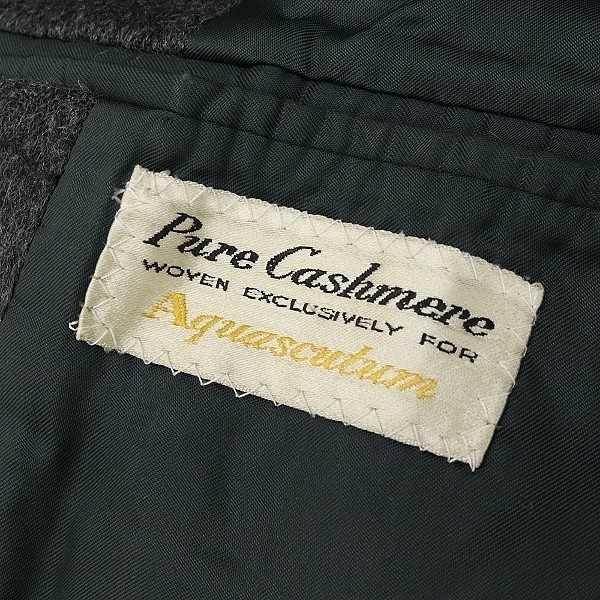 Pure Cashmere
WOVEN EXCLUSIVELY FOR
Aquascutum